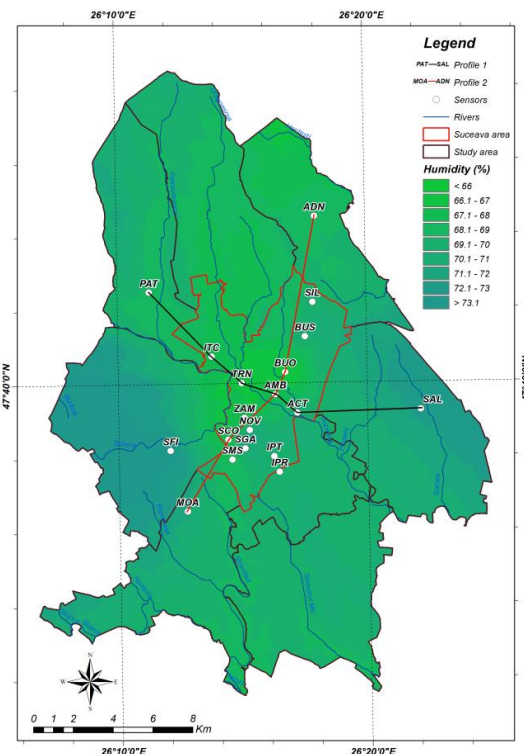 26°10'0"E
26°20'0"E
Legend
PAT—SAL Profile 1
MOA—ADN Profile 2
Sensors
Rivers
Suceava area
Study area
Humidity (%)
< 66
66.1 - 67
67.1 - 68
68.1 - 69
69.1 - 70
70.1 - 71
71.1 - 72
72.1 - 73
> 73.1
ADN
PAT
SIL
BUS
ITC
BUO
TRN
47°40'0"N
AMB
ACT
SAL
ZAM
NOV
SCO
SGA
SFI
SMS
IPT
IPR
MOA
N
W
E
S
0 1 2 4 6 8
Km
26°10'0"E
26°20'0"E